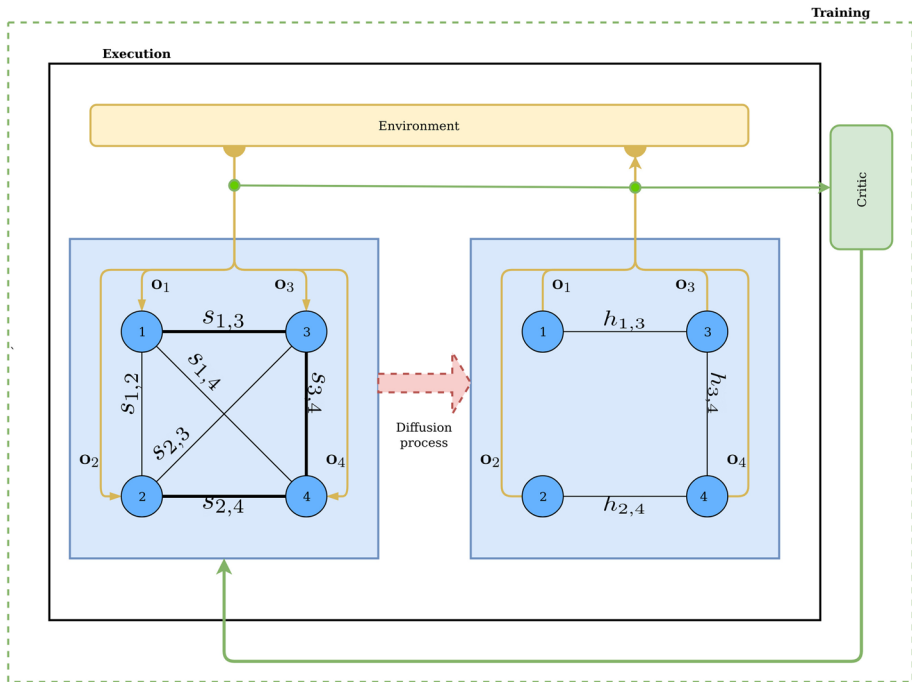 Training
Execution
Environment
Critic
o₁
o₃
o₁
o₃
s₁,₃
h₁,₃
1
3
1
3
s₁,₄
s₁,₂
s₃,₄
h₃,₄
Diffusion
process
s₂,₃
o₂
o₄
o₂
o₄
2
4
2
4
s₂,₄
h₂,₄